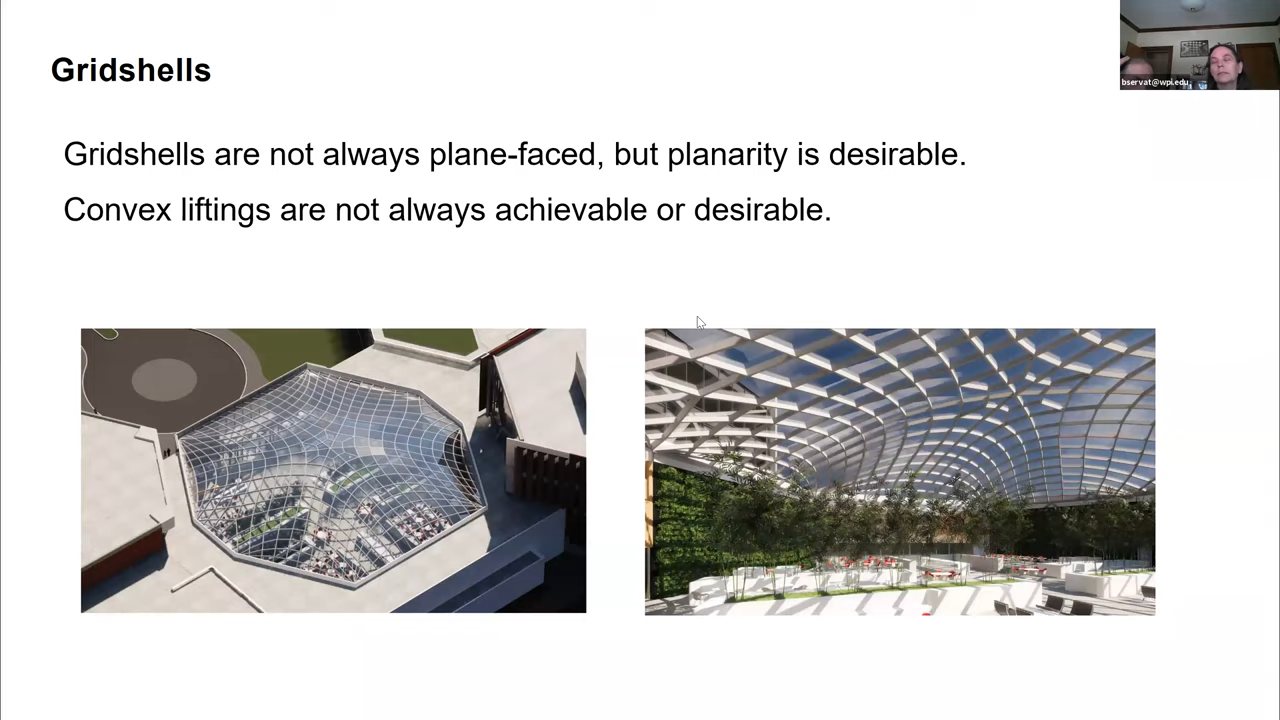 Gridshells
bservat@wpi.edu
Gridshells are not always plane-faced, but planarity is desirable.
Convex liftings are not always achievable or desirable.